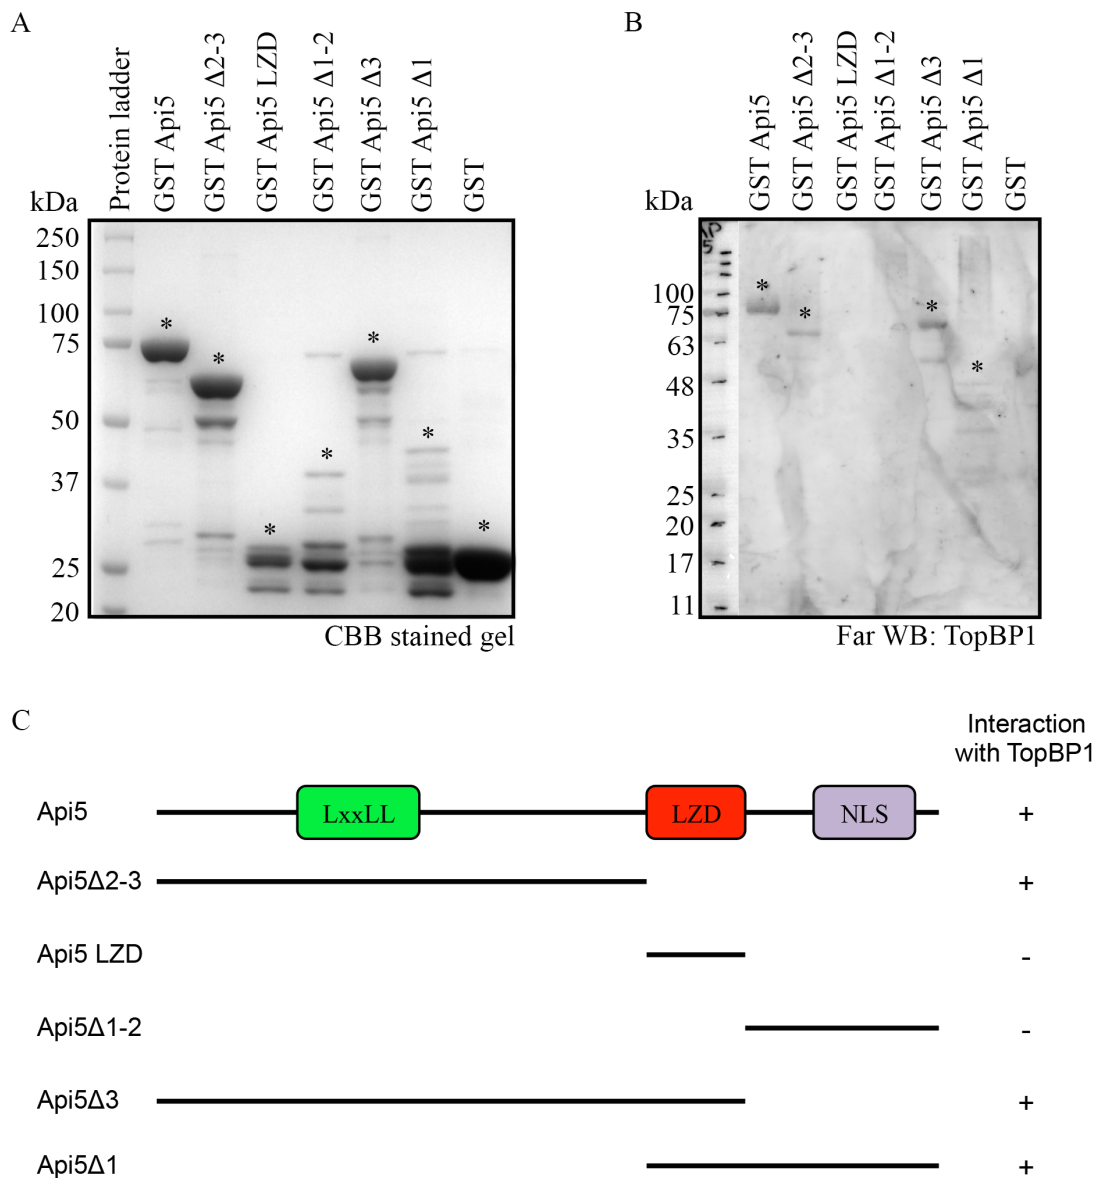 A
Protein ladder
GST Api5
GST Api5 Δ2-3
GST Api5 LZD
GST Api5 Δ1-2
GST Api5 Δ3
GST Api5 Δ1
GST
kDa
250
150
100
75
50
37
25
20
*
*
*
*
*
*
*
CBB stained gel
B
GST Api5
GST Api5 Δ2-3
GST Api5 LZD
GST Api5 Δ1-2
GST Api5 Δ3
GST Api5 Δ1
GST
kDa
100
75
63
48
35
25
20
17
11
*
*
*
*
Far WB: TopBP1
C
Interaction
with TopBP1
Api5 LxxLL LZD NLS +
Api5Δ2-3 +
Api5 LZD -
Api5Δ1-2 -
Api5Δ3 +
Api5Δ1 +